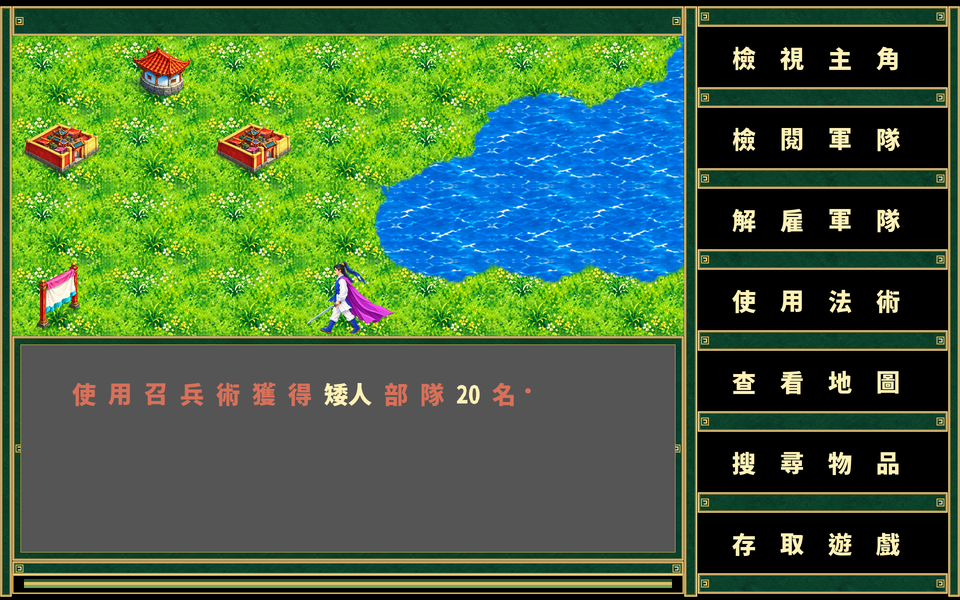 使用召兵術獲得矮人部隊20名.
檢視主角
檢閱軍隊
解雇軍隊
使用法術
查看地圖
搜尋物品
存取遊戲